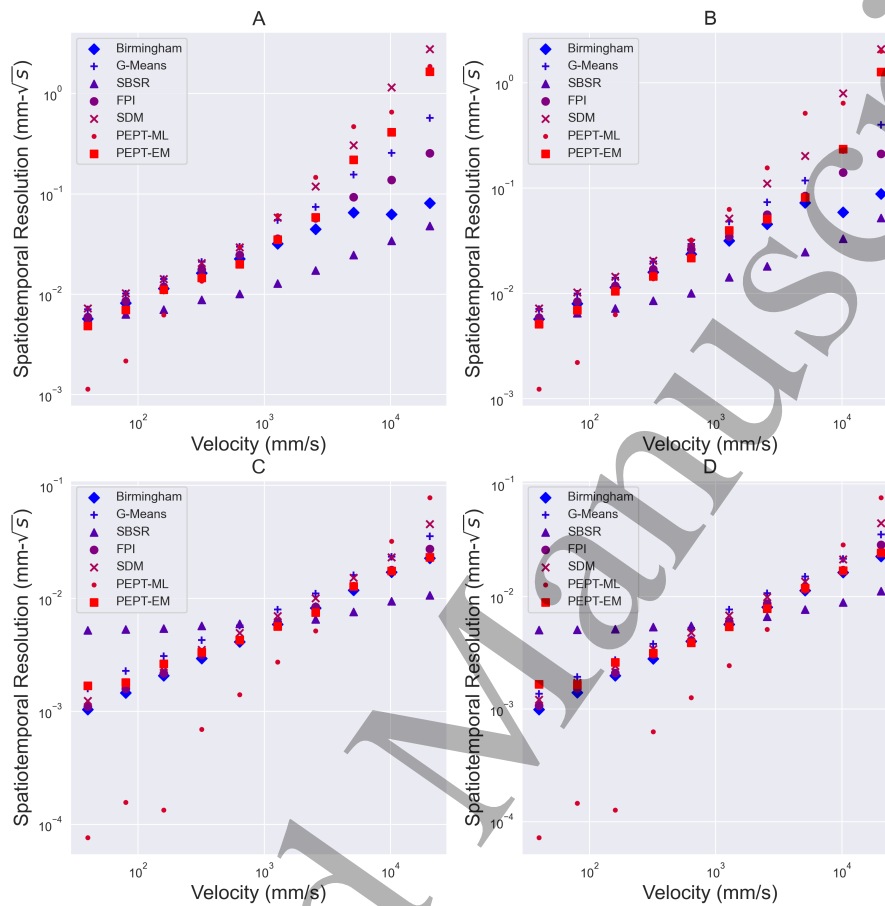 A
Spatiotemporal Resolution (mm-√s)
10⁰
10⁻¹
10⁻²
10⁻³
Birmingham
G-Means
SBSR
FPI
SDM
PEPT-ML
PEPT-EM
10² 10³ 10⁴
Velocity (mm/s)
B
Spatiotemporal Resolution (mm-√s)
10⁰
10⁻¹
10⁻²
10⁻³
Birmingham
G-Means
SBSR
FPI
SDM
PEPT-ML
PEPT-EM
10² 10³ 10⁴
Velocity (mm/s)
C
Spatiotemporal Resolution (mm-√s)
10⁻¹
10⁻²
10⁻³
10⁻⁴
Birmingham
G-Means
SBSR
FPI
SDM
PEPT-ML
PEPT-EM
10² 10³ 10⁴
Velocity (mm/s)
D
Spatiotemporal Resolution (mm-√s)
10⁻¹
10⁻²
10⁻³
10⁻⁴
Birmingham
G-Means
SBSR
FPI
SDM
PEPT-ML
PEPT-EM
10² 10³ 10⁴
Velocity (mm/s)
d Manusci